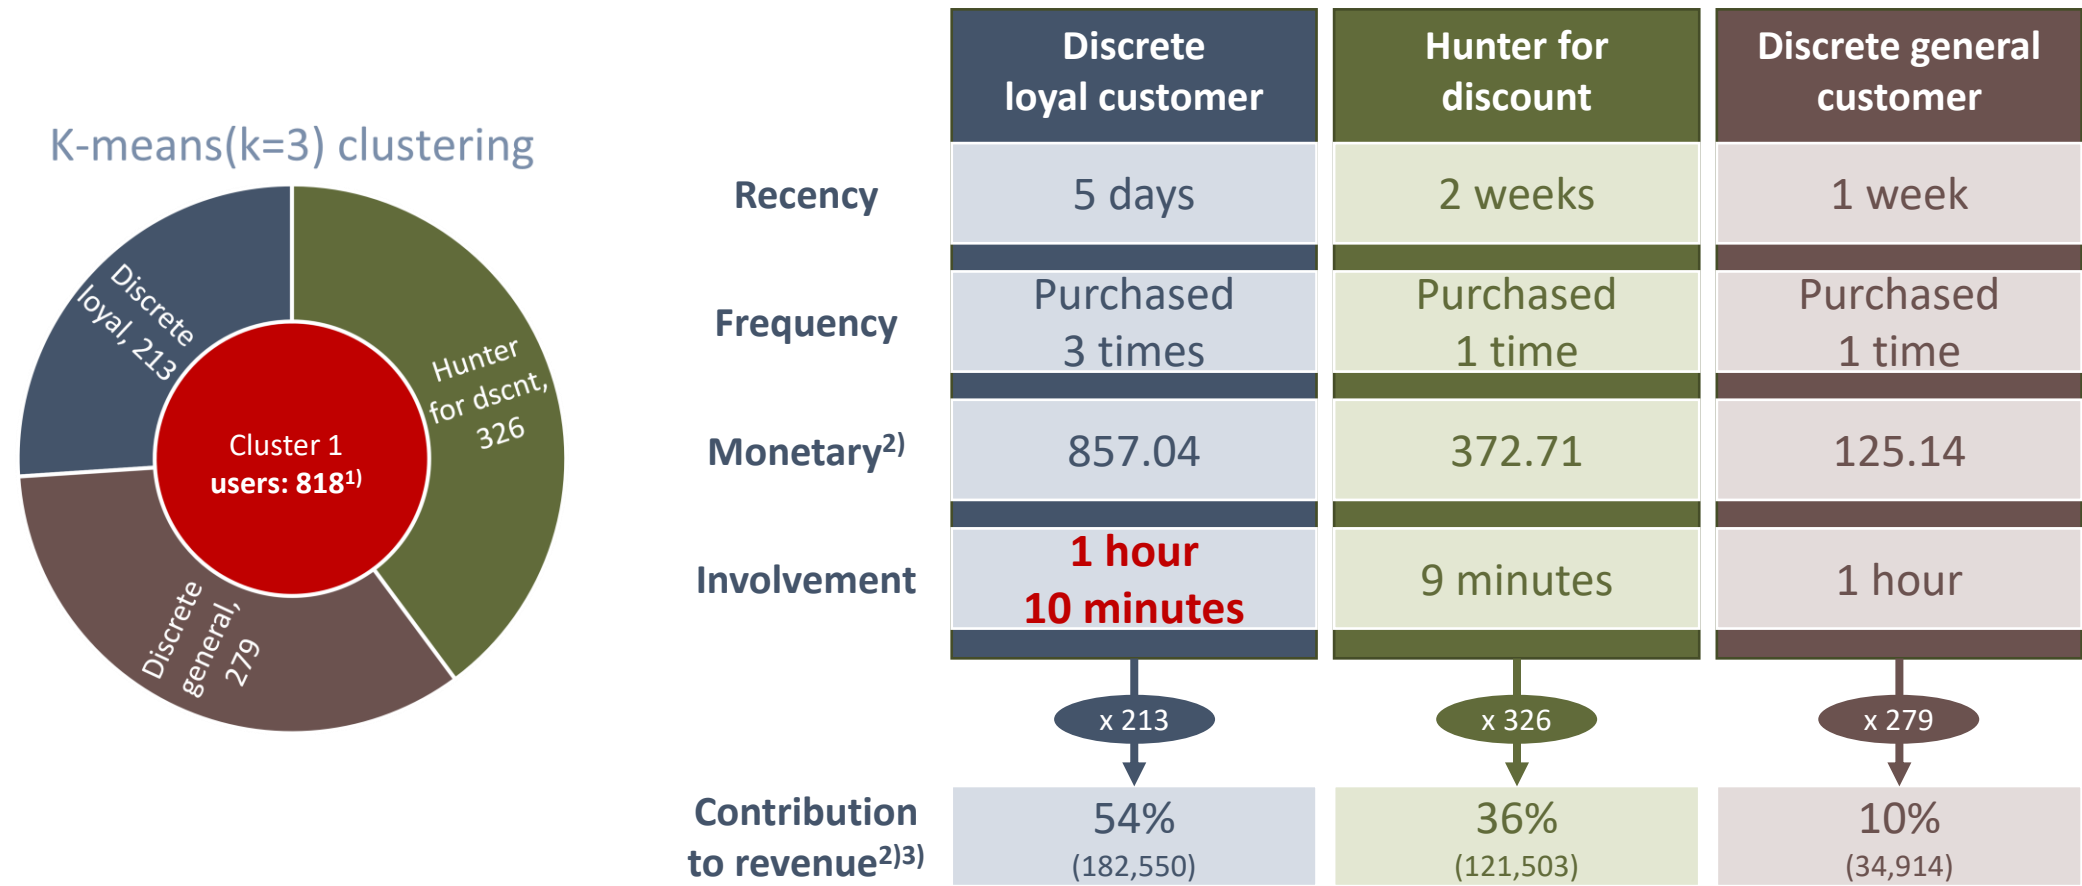 K-means(k=3) clustering
Discrete
loyal, 213
Hunter
for dscnt,
326
Discrete
general,
279
Cluster 1
users: 818¹⁾
Discrete
loyal customer
Hunter for
discount
Discrete general
customer
Recency
5 days
2 weeks
1 week
Frequency
Purchased
3 times
Purchased
1 time
Purchased
1 time
Monetary²⁾
857.04
372.71
125.14
Involvement
1 hour
10 minutes
9 minutes
1 hour
x 213
x 326
x 279
Contribution
to revenue²⁾³⁾
54%
(182,550)
36%
(121,503)
10%
(34,914)